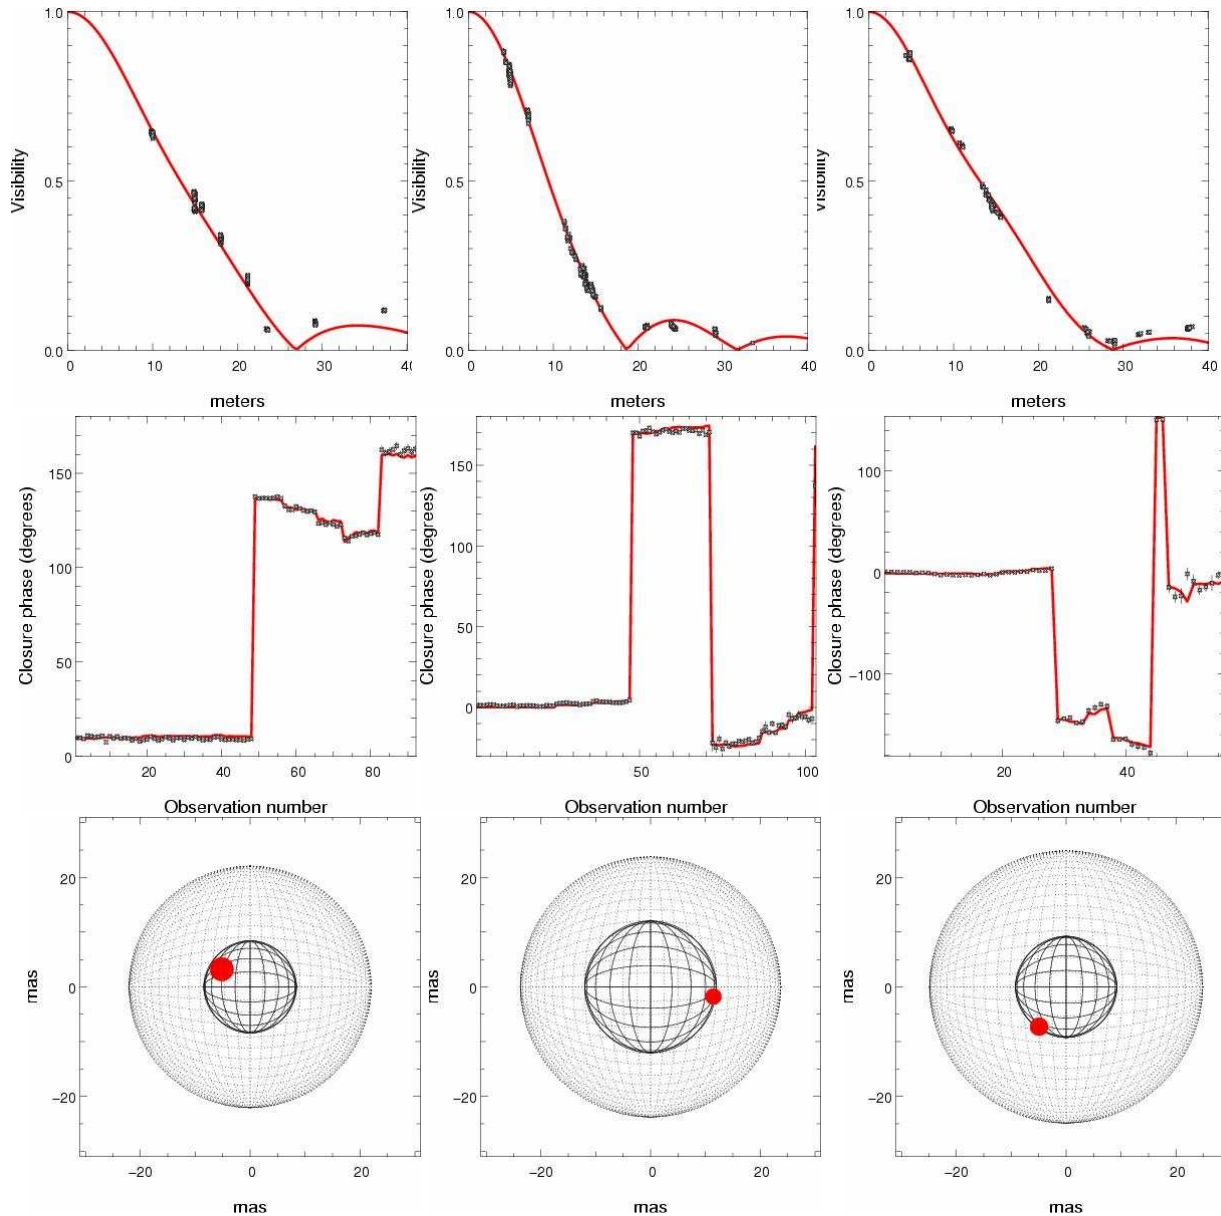 1.0 1.0 1.0
Visibility Visibility Visibility
0.5 0.5 0.5
0.0 0.0 0.0
0 10 20 30 40 0 10 20 30 40 0 10 20 30 40
meters meters meters
Closure phase (degrees) Closure phase (degrees) Closure phase (degrees)
150 150 100
100 100 0
50 50 −100
0 0
20 40 60 80 50 100 20 40
Observation number Observation number Observation number
mas mas mas
20 20 20
0 0 0
−20 −20 −20
−20 0 20 −20 0 20 −20 0 20
mas mas mas